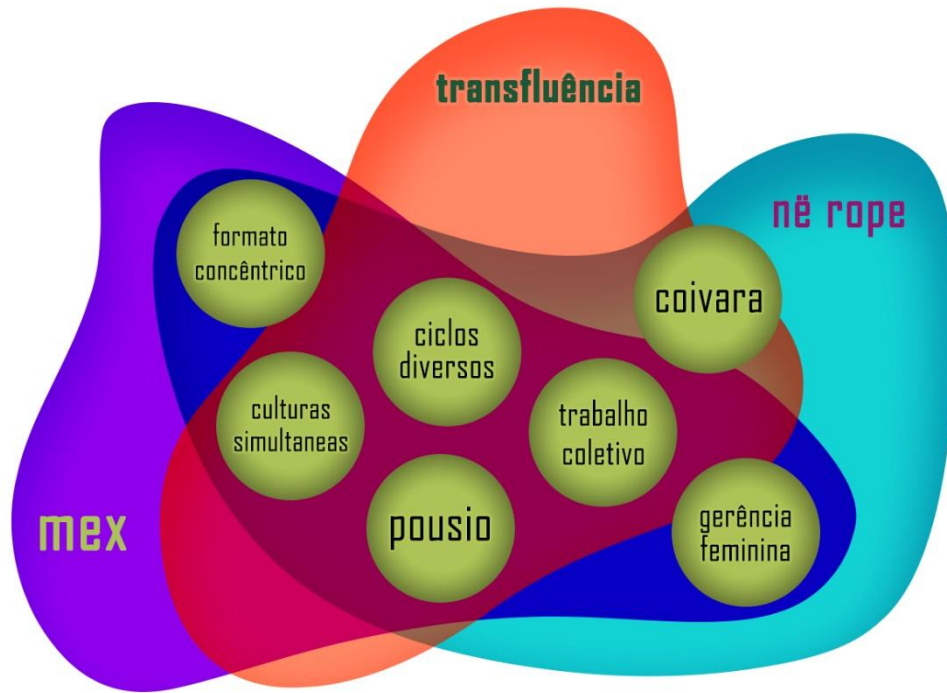 transfluência
në rope
formato
concêntrico
coivara
ciclos
diversos
culturas
simultaneas
trabalho
coletivo
mex
pousio
gerência
feminina